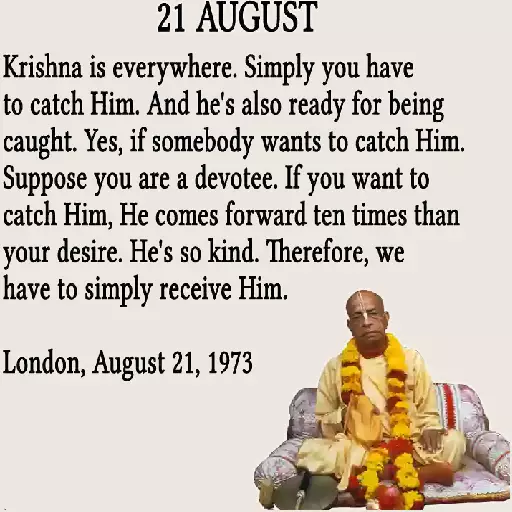 21 AUGUST
Krishna is everywhere. Simply you have
to catch Him. And he's also ready for being
caught. Yes, if somebody wants to catch Him.
Suppose you are a devotee. If you want to
catch Him, He comes forward ten times than
your desire. He's so kind. Therefore, we
have to simply receive Him.
London, August 21, 1973